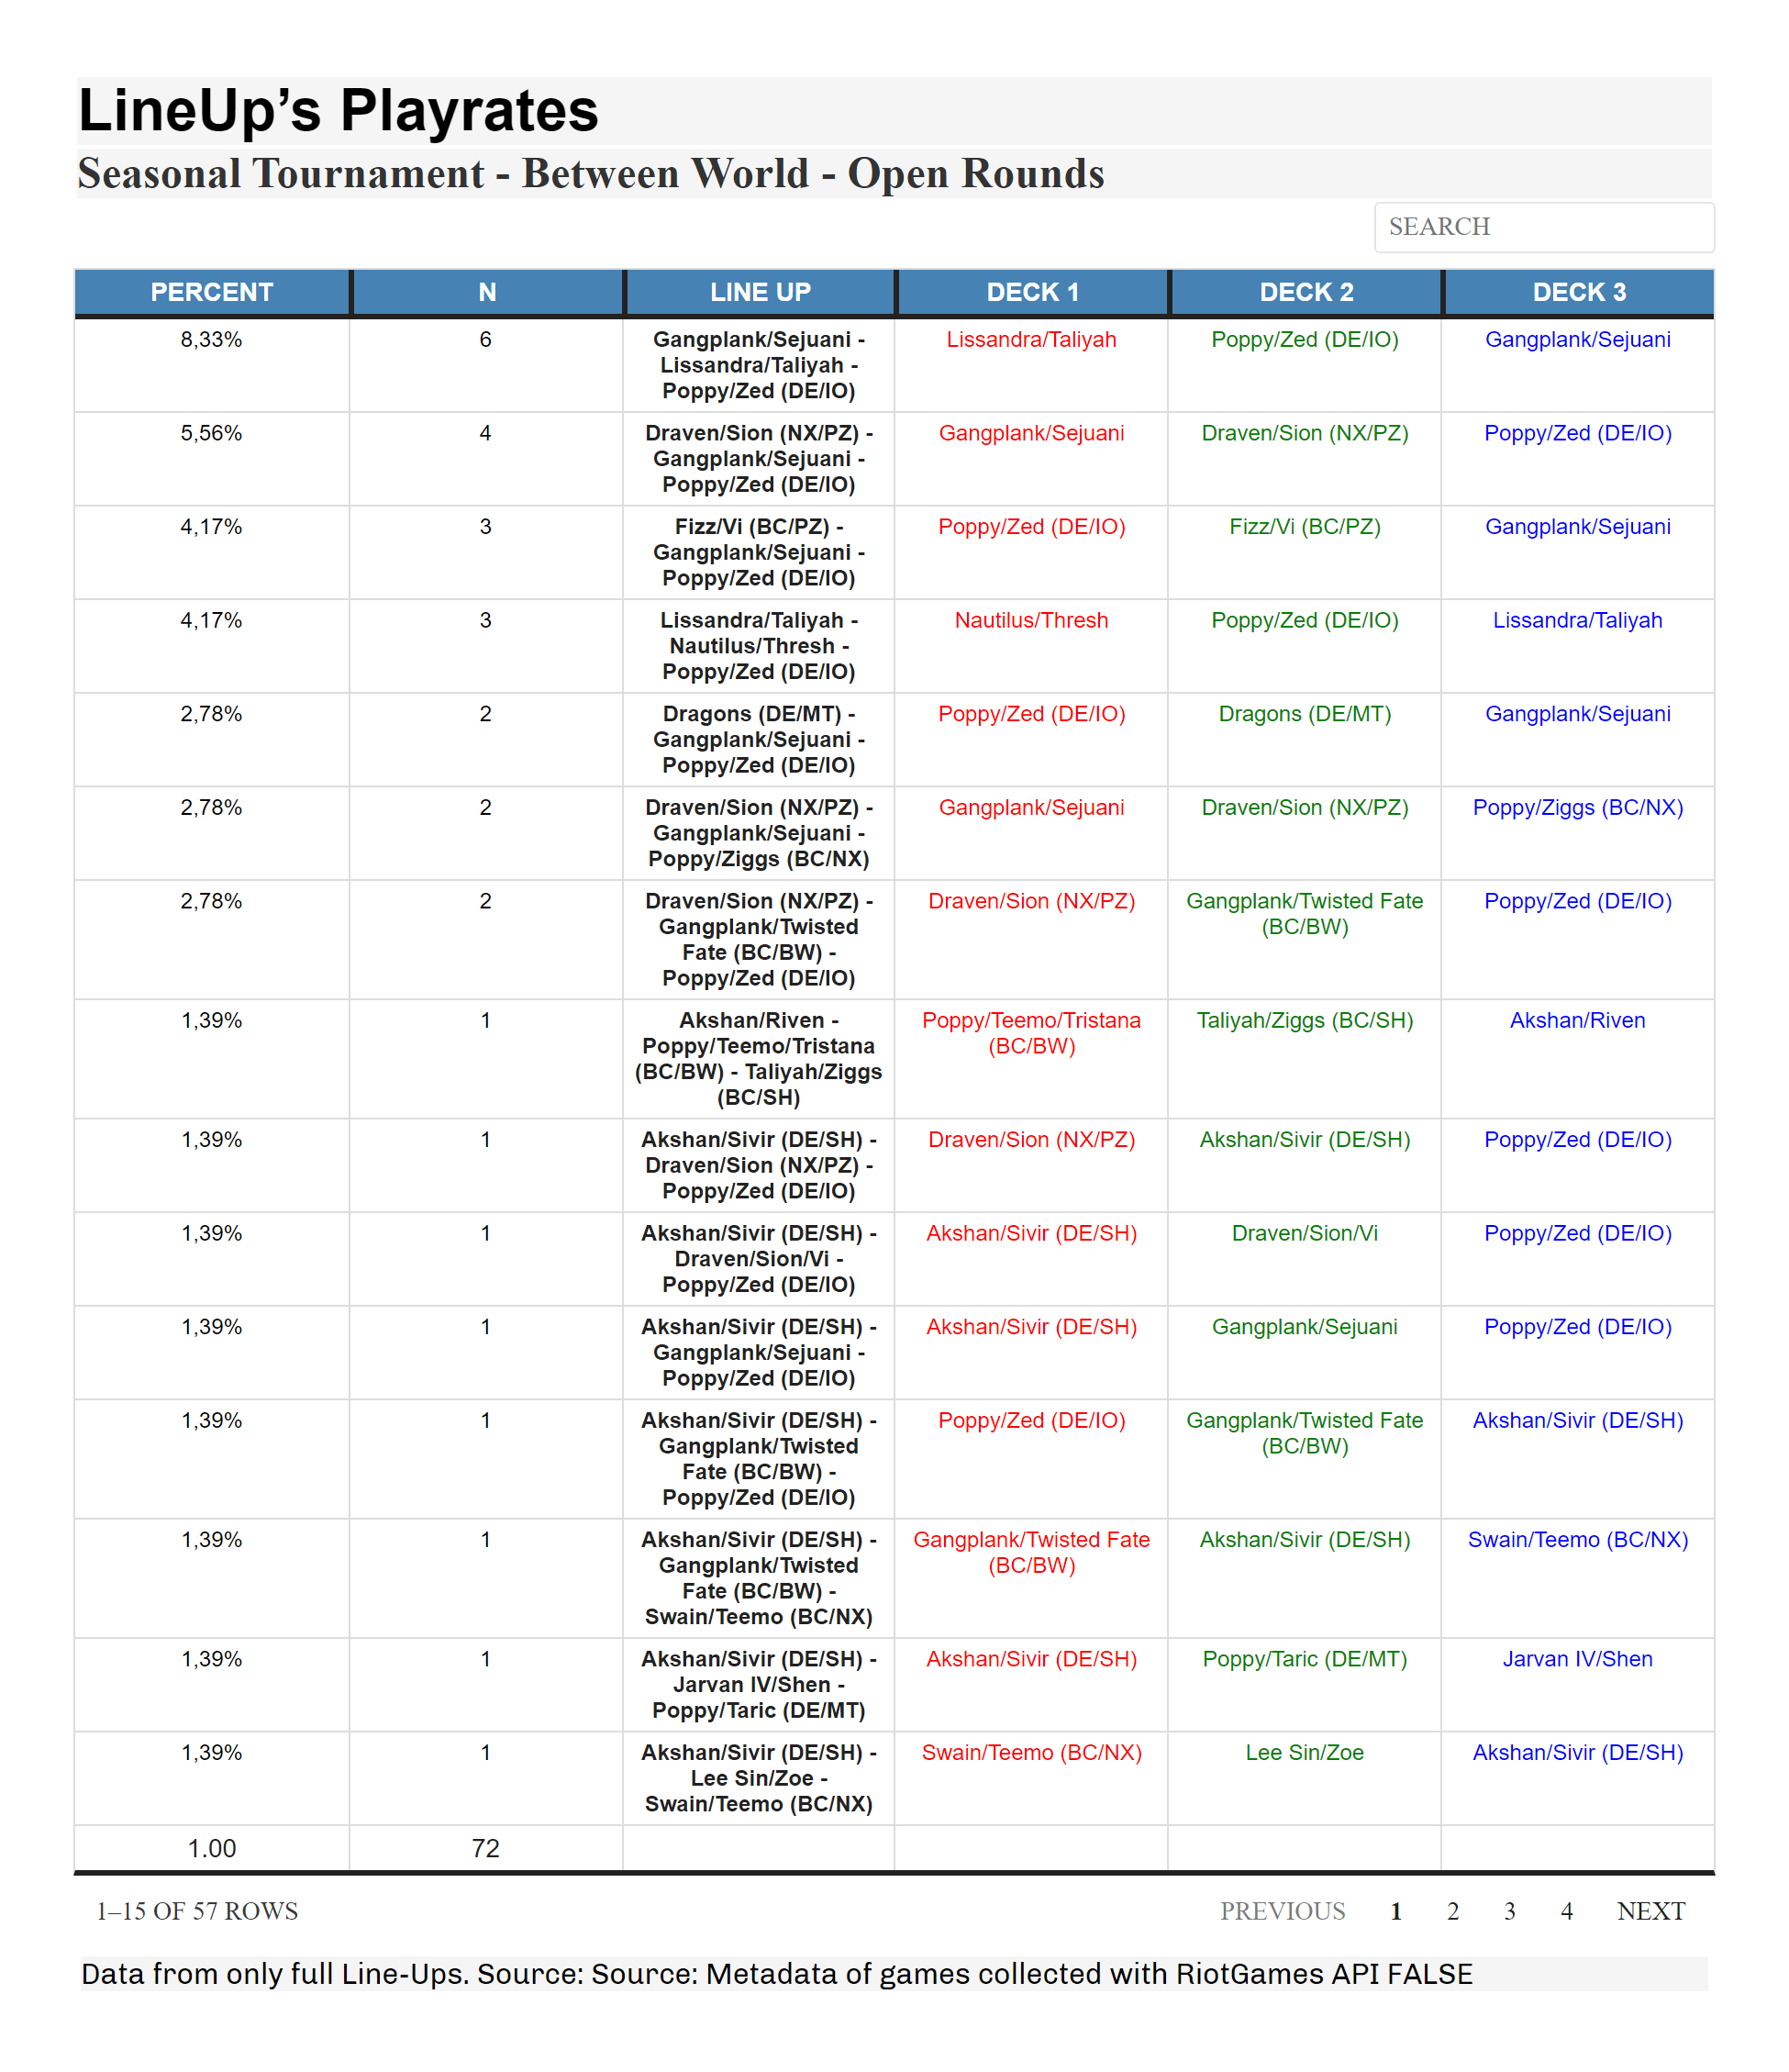 LineUp’s Playrates
Seasonal Tournament - Between World - Open Rounds
SEARCH
PERCENT N LINE UP DECK 1 DECK 2 DECK 3
8,33% 6 Gangplank/Sejuani - Lissandra/Taliyah Poppy/Zed (DE/IO) Gangplank/Sejuani
Lissandra/Taliyah -
Poppy/Zed (DE/IO)
5,56% 4 Draven/Sion (NX/PZ) - Gangplank/Sejuani Draven/Sion (NX/PZ) Poppy/Zed (DE/IO)
Gangplank/Sejuani -
Poppy/Zed (DE/IO)
4,17% 3 Fizz/Vi (BC/PZ) - Poppy/Zed (DE/IO) Fizz/Vi (BC/PZ) Gangplank/Sejuani
Gangplank/Sejuani -
Poppy/Zed (DE/IO)
4,17% 3 Lissandra/Taliyah - Nautilus/Thresh Poppy/Zed (DE/IO) Lissandra/Taliyah
Nautilus/Thresh -
Poppy/Zed (DE/IO)
2,78% 2 Dragons (DE/MT) - Poppy/Zed (DE/IO) Dragons (DE/MT) Gangplank/Sejuani
Gangplank/Sejuani -
Poppy/Zed (DE/IO)
2,78% 2 Draven/Sion (NX/PZ) - Gangplank/Sejuani Draven/Sion (NX/PZ) Poppy/Ziggs (BC/NX)
Gangplank/Sejuani -
Poppy/Ziggs (BC/NX)
2,78% 2 Draven/Sion (NX/PZ) - Draven/Sion (NX/PZ) Gangplank/Twisted Fate Poppy/Zed (DE/IO)
Gangplank/Twisted (BC/BW)
Fate (BC/BW) -
Poppy/Zed (DE/IO)
1,39% 1 Akshan/Riven - Poppy/Teemo/Tristana Taliyah/Ziggs (BC/SH) Akshan/Riven
Poppy/Teemo/Tristana (BC/BW)
(BC/BW) - Taliyah/Ziggs
(BC/SH)
1,39% 1 Akshan/Sivir (DE/SH) - Draven/Sion (NX/PZ) Akshan/Sivir (DE/SH) Poppy/Zed (DE/IO)
Draven/Sion (NX/PZ) -
Poppy/Zed (DE/IO)
1,39% 1 Akshan/Sivir (DE/SH) - Akshan/Sivir (DE/SH) Draven/Sion/Vi Poppy/Zed (DE/IO)
Draven/Sion/Vi -
Poppy/Zed (DE/IO)
1,39% 1 Akshan/Sivir (DE/SH) - Akshan/Sivir (DE/SH) Gangplank/Sejuani Poppy/Zed (DE/IO)
Gangplank/Sejuani -
Poppy/Zed (DE/IO)
1,39% 1 Akshan/Sivir (DE/SH) - Poppy/Zed (DE/IO) Gangplank/Twisted Fate Akshan/Sivir (DE/SH)
Gangplank/Twisted (BC/BW)
Fate (BC/BW) -
Poppy/Zed (DE/IO)
1,39% 1 Akshan/Sivir (DE/SH) - Gangplank/Twisted Fate Akshan/Sivir (DE/SH) Swain/Teemo (BC/NX)
Gangplank/Twisted (BC/BW)
Fate (BC/BW) -
Swain/Teemo (BC/NX)
1,39% 1 Akshan/Sivir (DE/SH) - Akshan/Sivir (DE/SH) Poppy/Taric (DE/MT) Jarvan IV/Shen
Jarvan IV/Shen -
Poppy/Taric (DE/MT)
1,39% 1 Akshan/Sivir (DE/SH) - Swain/Teemo (BC/NX) Lee Sin/Zoe Akshan/Sivir (DE/SH)
Lee Sin/Zoe -
Swain/Teemo (BC/NX)
1.00 72
1–15 OF 57 ROWS PREVIOUS 1 2 3 4 NEXT
Data from only full Line-Ups. Source: Source: Metadata of games collected with RiotGames API FALSE